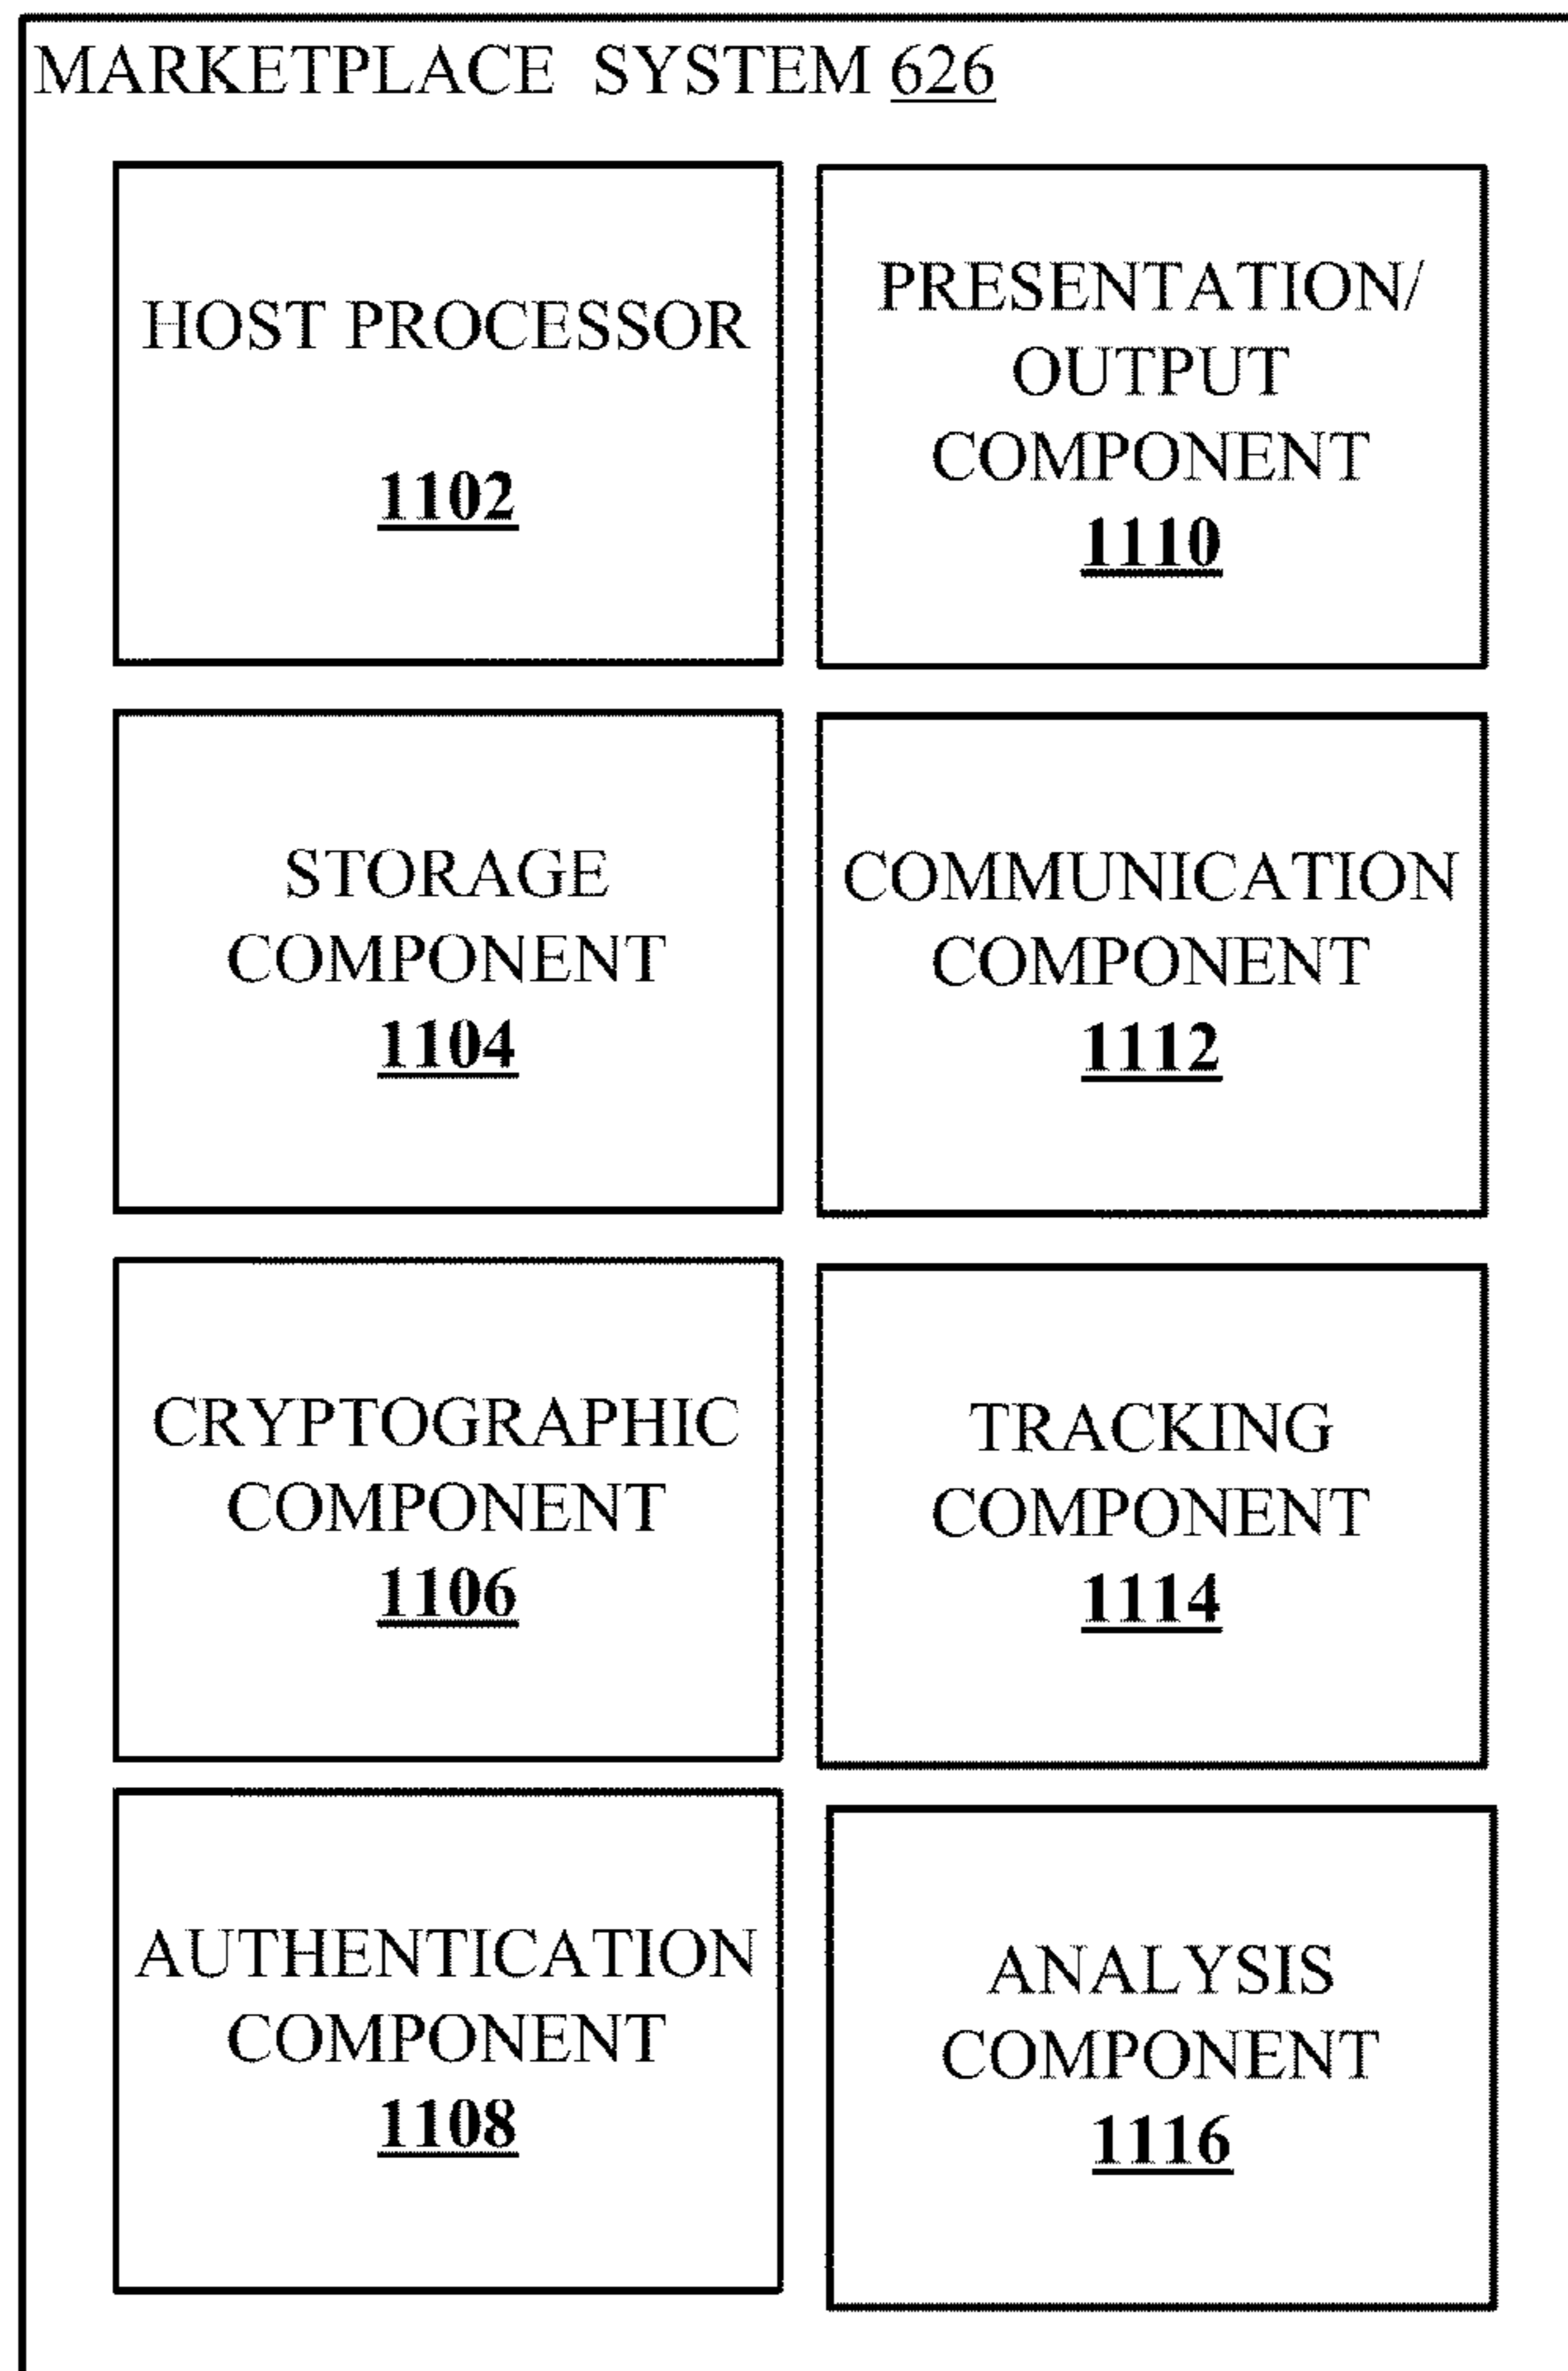 MARKETPLACE SYSTEM 626
HOST PROCESSOR
1102
PRESENTATION/
OUTPUT
COMPONENT
1110
STORAGE
COMPONENT
1104
COMMUNICATION
COMPONENT
1112
CRYPTOGRAPHIC
COMPONENT
1106
TRACKING
COMPONENT
1114
AUTHENTICATION
COMPONENT
1108
ANALYSIS
COMPONENT
1116